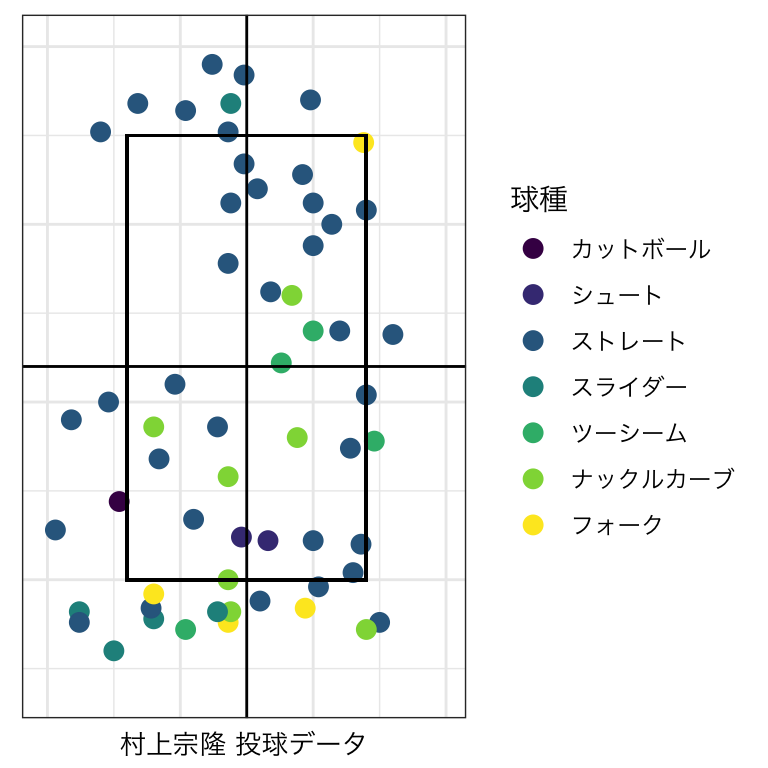 球種
カットボール
シュート
ストレート
スライダー
ツーシーム
ナックルカーブ
フォーク
村上宗隆 投球データ